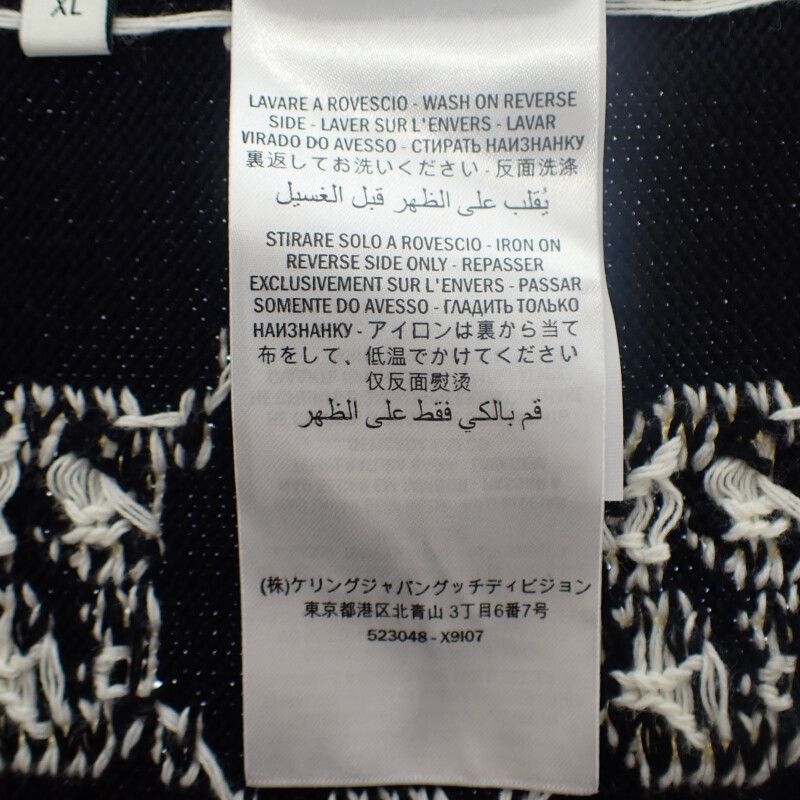 XL
LAVARE A ROVESCIO - WASH ON REVERSE
SIDE - LAVER SUR L'ENVERS - LAVAR
VIRADO DO AVESSO - СТИРАТЬ НАИЗНАНКУ
裏返してお洗いください - 反面洗涤
يُقلب على الظهر قبل الغسيل
STIRARE SOLO A ROVESCIO - IRON ON
REVERSE SIDE ONLY - REPASSER
EXCLUSIVEMENT SUR L'ENVERS - PASSAR
SOMENTE DO AVESSO - ГЛАДИТЬ ТОЛЬКО
НАИЗНАНКУ - アイロンは裏から当て
布をして、低温でかけてください
仅反面熨烫
قم بالكي فقط على الظهر
(株)ケリングジャパングッチディビジョン
東京都港区北青山 3丁目6番7号
523048 - X9I07